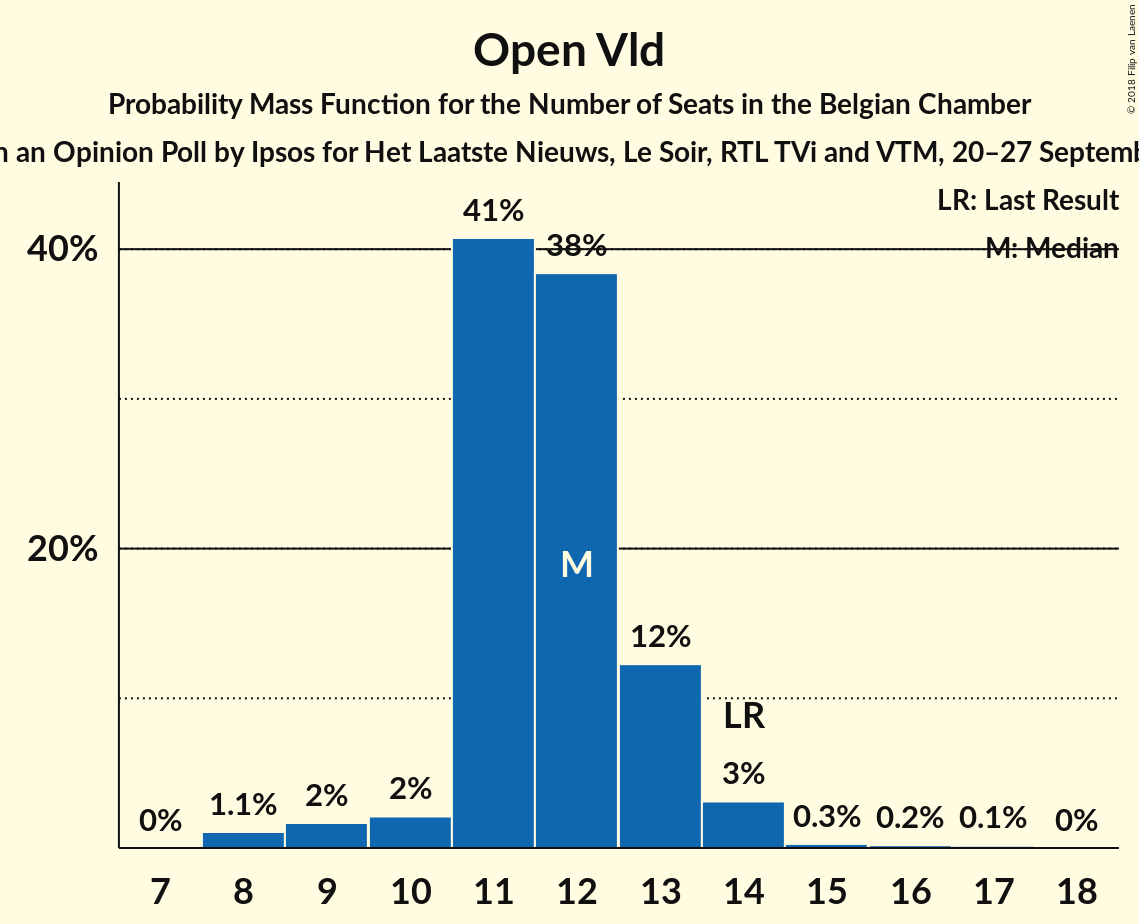 Open Vld
Probability Mass Function for the Number of Seats in the Belgian Chamber
an Opinion Poll by Ipsos for Het Laatste Nieuws, Le Soir, RTL TVi and VTM, 20–27
© 2018 Filip van Laenen
LR: Last Result
M: Median
40%
20%
41%
38%
M
12%
LR
3%
0%
1.1%
2%
2%
0.3%
0.2%
0.1%
0%
7 8 9 10 11 12 13 14 15 16 17 18